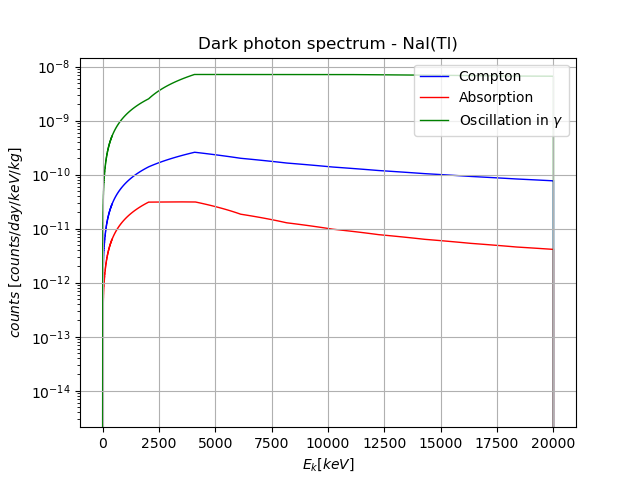 Dark photon spectrum - NaI(Tl)
counts [counts/day/keV/kg]
10⁻⁸
10⁻⁹
10⁻¹⁰
10⁻¹¹
10⁻¹²
10⁻¹³
10⁻¹⁴
Compton
Absorption
Oscillation in γ
0 2500 5000 7500 10000 12500 15000 17500 20000
Eₖ[keV]